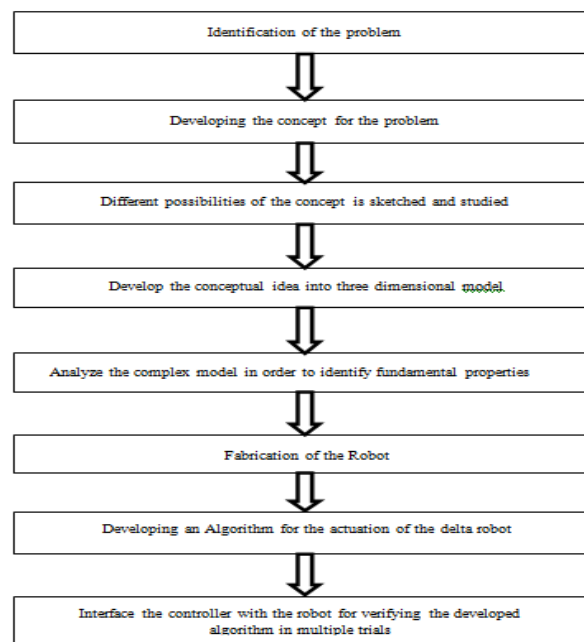 Identification of the problem
Developing the concept for the problem
Different possibilities of the concept is sketched and studied
Develop the conceptual idea into three dimensional model.
Analyze the complex model in order to identify fundamental properties
Fabrication of the Robot
Developing an Algorithm for the actuation of the delta robot
Interface the controller with the robot for verifying the developed
algorithm in multiple trials